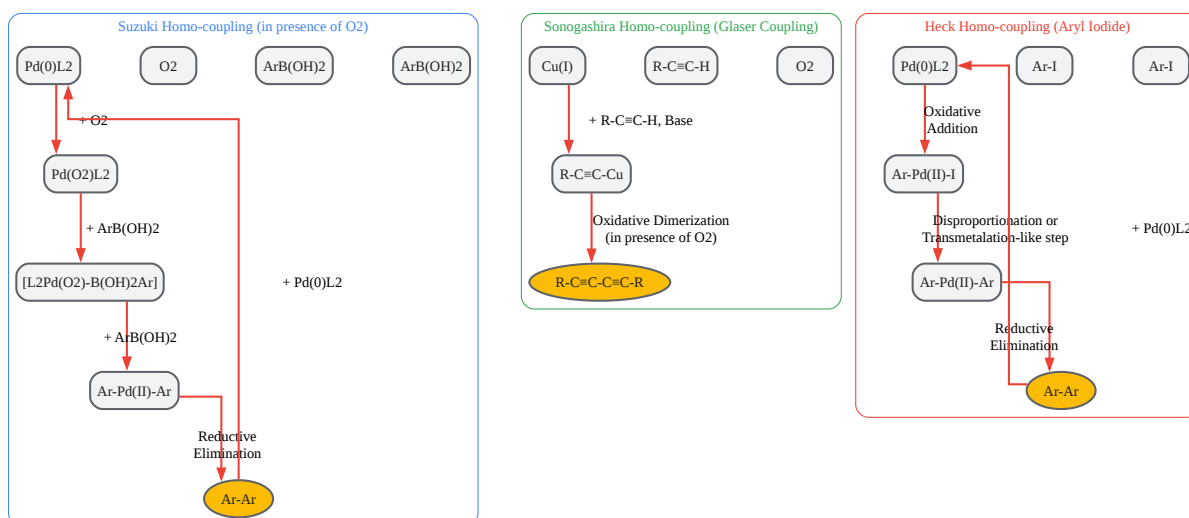 Suzuki Homo-coupling (in presence of O2)
Pd(0)L2
O2
ArB(OH)2
ArB(OH)2
+ O2
Pd(O2)L2
+ ArB(OH)2
[L2Pd(O2)-B(OH)2Ar]
+ Pd(0)L2
+ ArB(OH)2
Ar-Pd(II)-Ar
Reductive
Elimination
Ar-Ar
Sonogashira Homo-coupling (Glaser Coupling)
Cu(I)
R-C≡C-H
O2
+ R-C≡C-H, Base
R-C≡C-Cu
Oxidative Dimerization
(in presence of O2)
R-C≡C-C≡C-R
Heck Homo-coupling (Aryl Iodide)
Pd(0)L2
Ar-I
Ar-I
Oxidative
Addition
Ar-Pd(II)-I
Disproportionation or
Transmetalation-like step
+ Pd(0)L2
Ar-Pd(II)-Ar
Reductive
Elimination
Ar-Ar